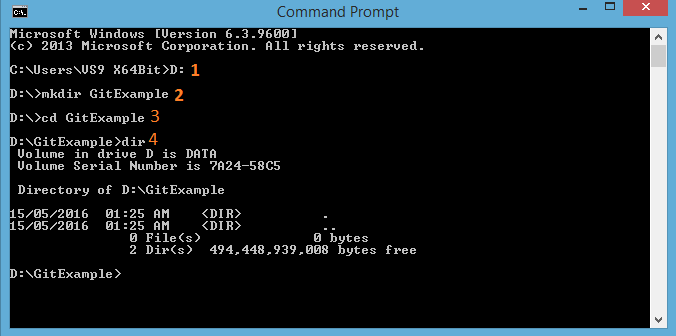 Command Prompt
Microsoft Windows [Version 6.3.9600]
(c) 2013 Microsoft Corporation. All rights reserved.
C:\Users\VS9 X64Bit>D: 1
D:\>mkdir GitExample 2
D:\>cd GitExample 3
D:\GitExample>dir 4
Volume in drive D is DATA
Volume Serial Number is 7A24-58C5
Directory of D:\GitExample
15/05/2016  01:25 AM    <DIR>          .
15/05/2016  01:25 AM    <DIR>          ..
0 File(s)              0 bytes
2 Dir(s)  494,448,939,008 bytes free
D:\GitExample>